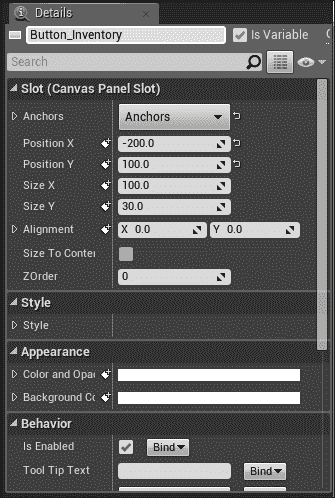 Details
Button_Inventory Is Variable
Search
Slot (Canvas Panel Slot)
Anchors Anchors
Position X -200.0
Position Y 100.0
Size X 100.0
Size Y 30.0
Alignment X 0.0 Y 0.0
Size To Conten
ZOrder 0
Style
Style
Appearance
Color and Opac
Background Co
Behavior
Is Enabled Bind
Tool Tip Text Bind